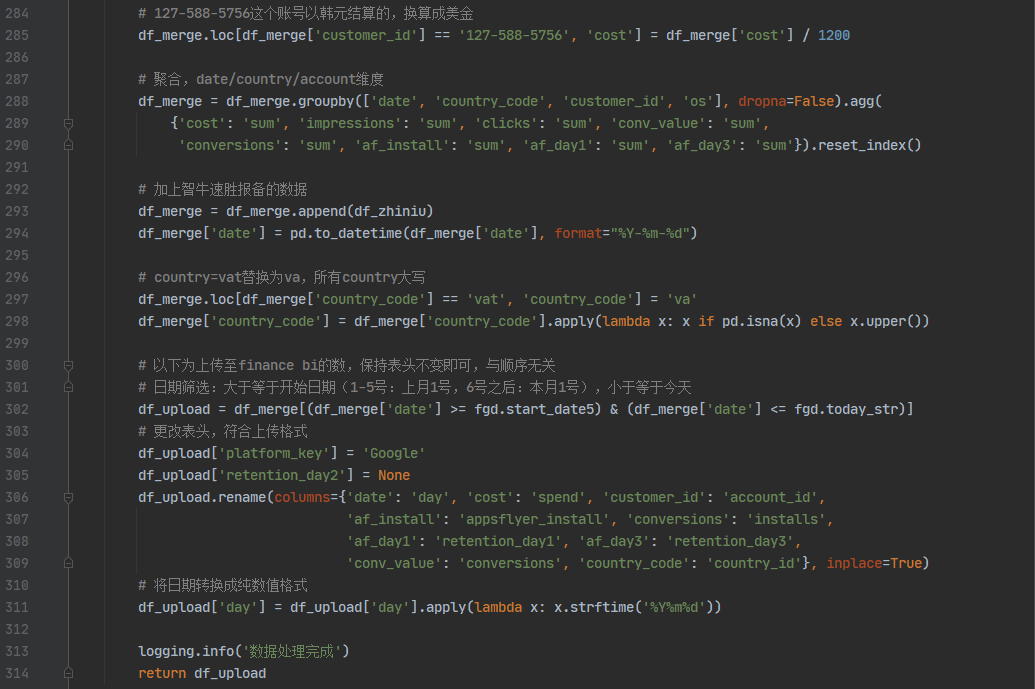 284 # 127-588-5756这个账号以韩元结算的，换算成美金
285 df_merge.loc[df_merge['customer_id'] == '127-588-5756', 'cost'] = df_merge['cost'] / 1200
286
287 # 聚合，date/country/account维度
288 df_merge = df_merge.groupby(['date', 'country_code', 'customer_id', 'os'], dropna=False).agg(
289 {'cost': 'sum', 'impressions': 'sum', 'clicks': 'sum', 'conv_value': 'sum',
290 'conversions': 'sum', 'af_install': 'sum', 'af_day1': 'sum', 'af_day3': 'sum'}).reset_index()
291
292 # 加上智牛速胜报备的数据
293 df_merge = df_merge.append(df_zhiniu)
294 df_merge['date'] = pd.to_datetime(df_merge['date'], format="%Y-%m-%d")
295
296 # country=vat替换为va，所有country大写
297 df_merge.loc[df_merge['country_code'] == 'vat', 'country_code'] = 'va'
298 df_merge['country_code'] = df_merge['country_code'].apply(lambda x: x if pd.isna(x) else x.upper())
299
300 # 以下为上传至finance bi的数，保持表头不变即可，与顺序无关
301 # 日期筛选：大于等于开始日期（1-5号：上月1号，6号之后：本月1号），小于等于今天
302 df_upload = df_merge[(df_merge['date'] >= fgd.start_date5) & (df_merge['date'] <= fgd.today_str)]
303 # 更改表头，符合上传格式
304 df_upload['platform_key'] = 'Google'
305 df_upload['retention_day2'] = None
306 df_upload.rename(columns={'date': 'day', 'cost': 'spend', 'customer_id': 'account_id',
307 'af_install': 'appsflyer_install', 'conversions': 'installs',
308 'af_day1': 'retention_day1', 'af_day3': 'retention_day3',
309 'conv_value': 'conversions', 'country_code': 'country_id'}, inplace=True)
310 # 将日期转换成纯数值格式
311 df_upload['day'] = df_upload['day'].apply(lambda x: x.strftime('%Y%m%d'))
312
313 logging.info('数据处理完成')
314 return df_upload